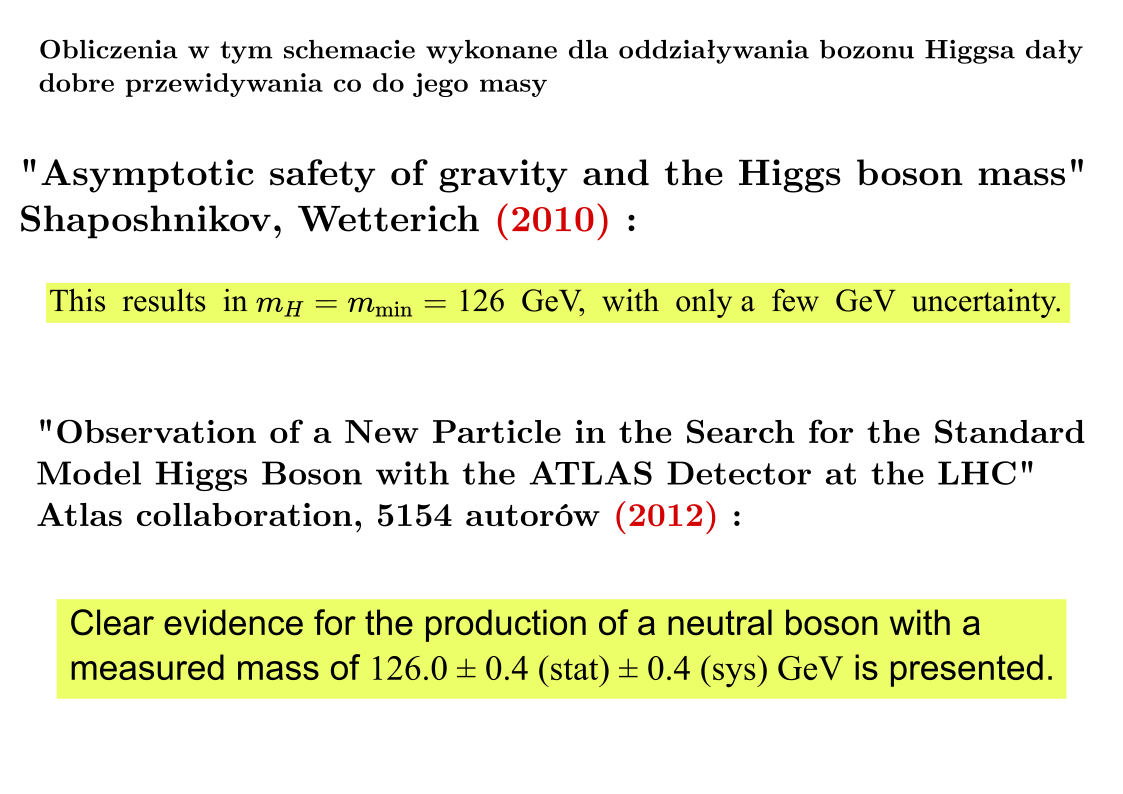 Obliczenia w tym schemacie wykonane dla oddziaływania bozonu Higgsa dały
dobre przewidywania co do jego masy
"Asymptotic safety of gravity and the Higgs boson mass"
Shaposhnikov, Wetterich (2010) :
This results in m_H = m_min = 126 GeV, with only a few GeV uncertainty.
"Observation of a New Particle in the Search for the Standard
Model Higgs Boson with the ATLAS Detector at the LHC"
Atlas collaboration, 5154 autorów (2012) :
Clear evidence for the production of a neutral boson with a
measured mass of 126.0 ± 0.4 (stat) ± 0.4 (sys) GeV is presented.